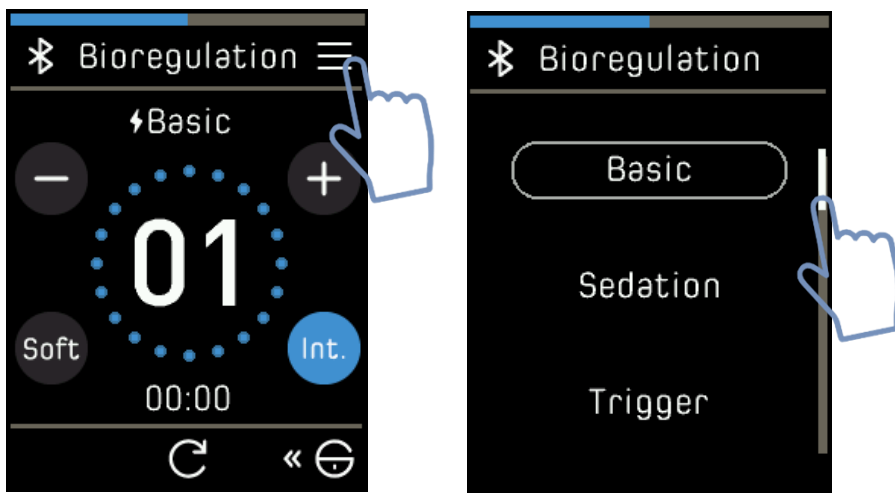 Bioregulation
Basic
01
Soft
Int.
00:00
Bioregulation
Basic
Sedation
Trigger